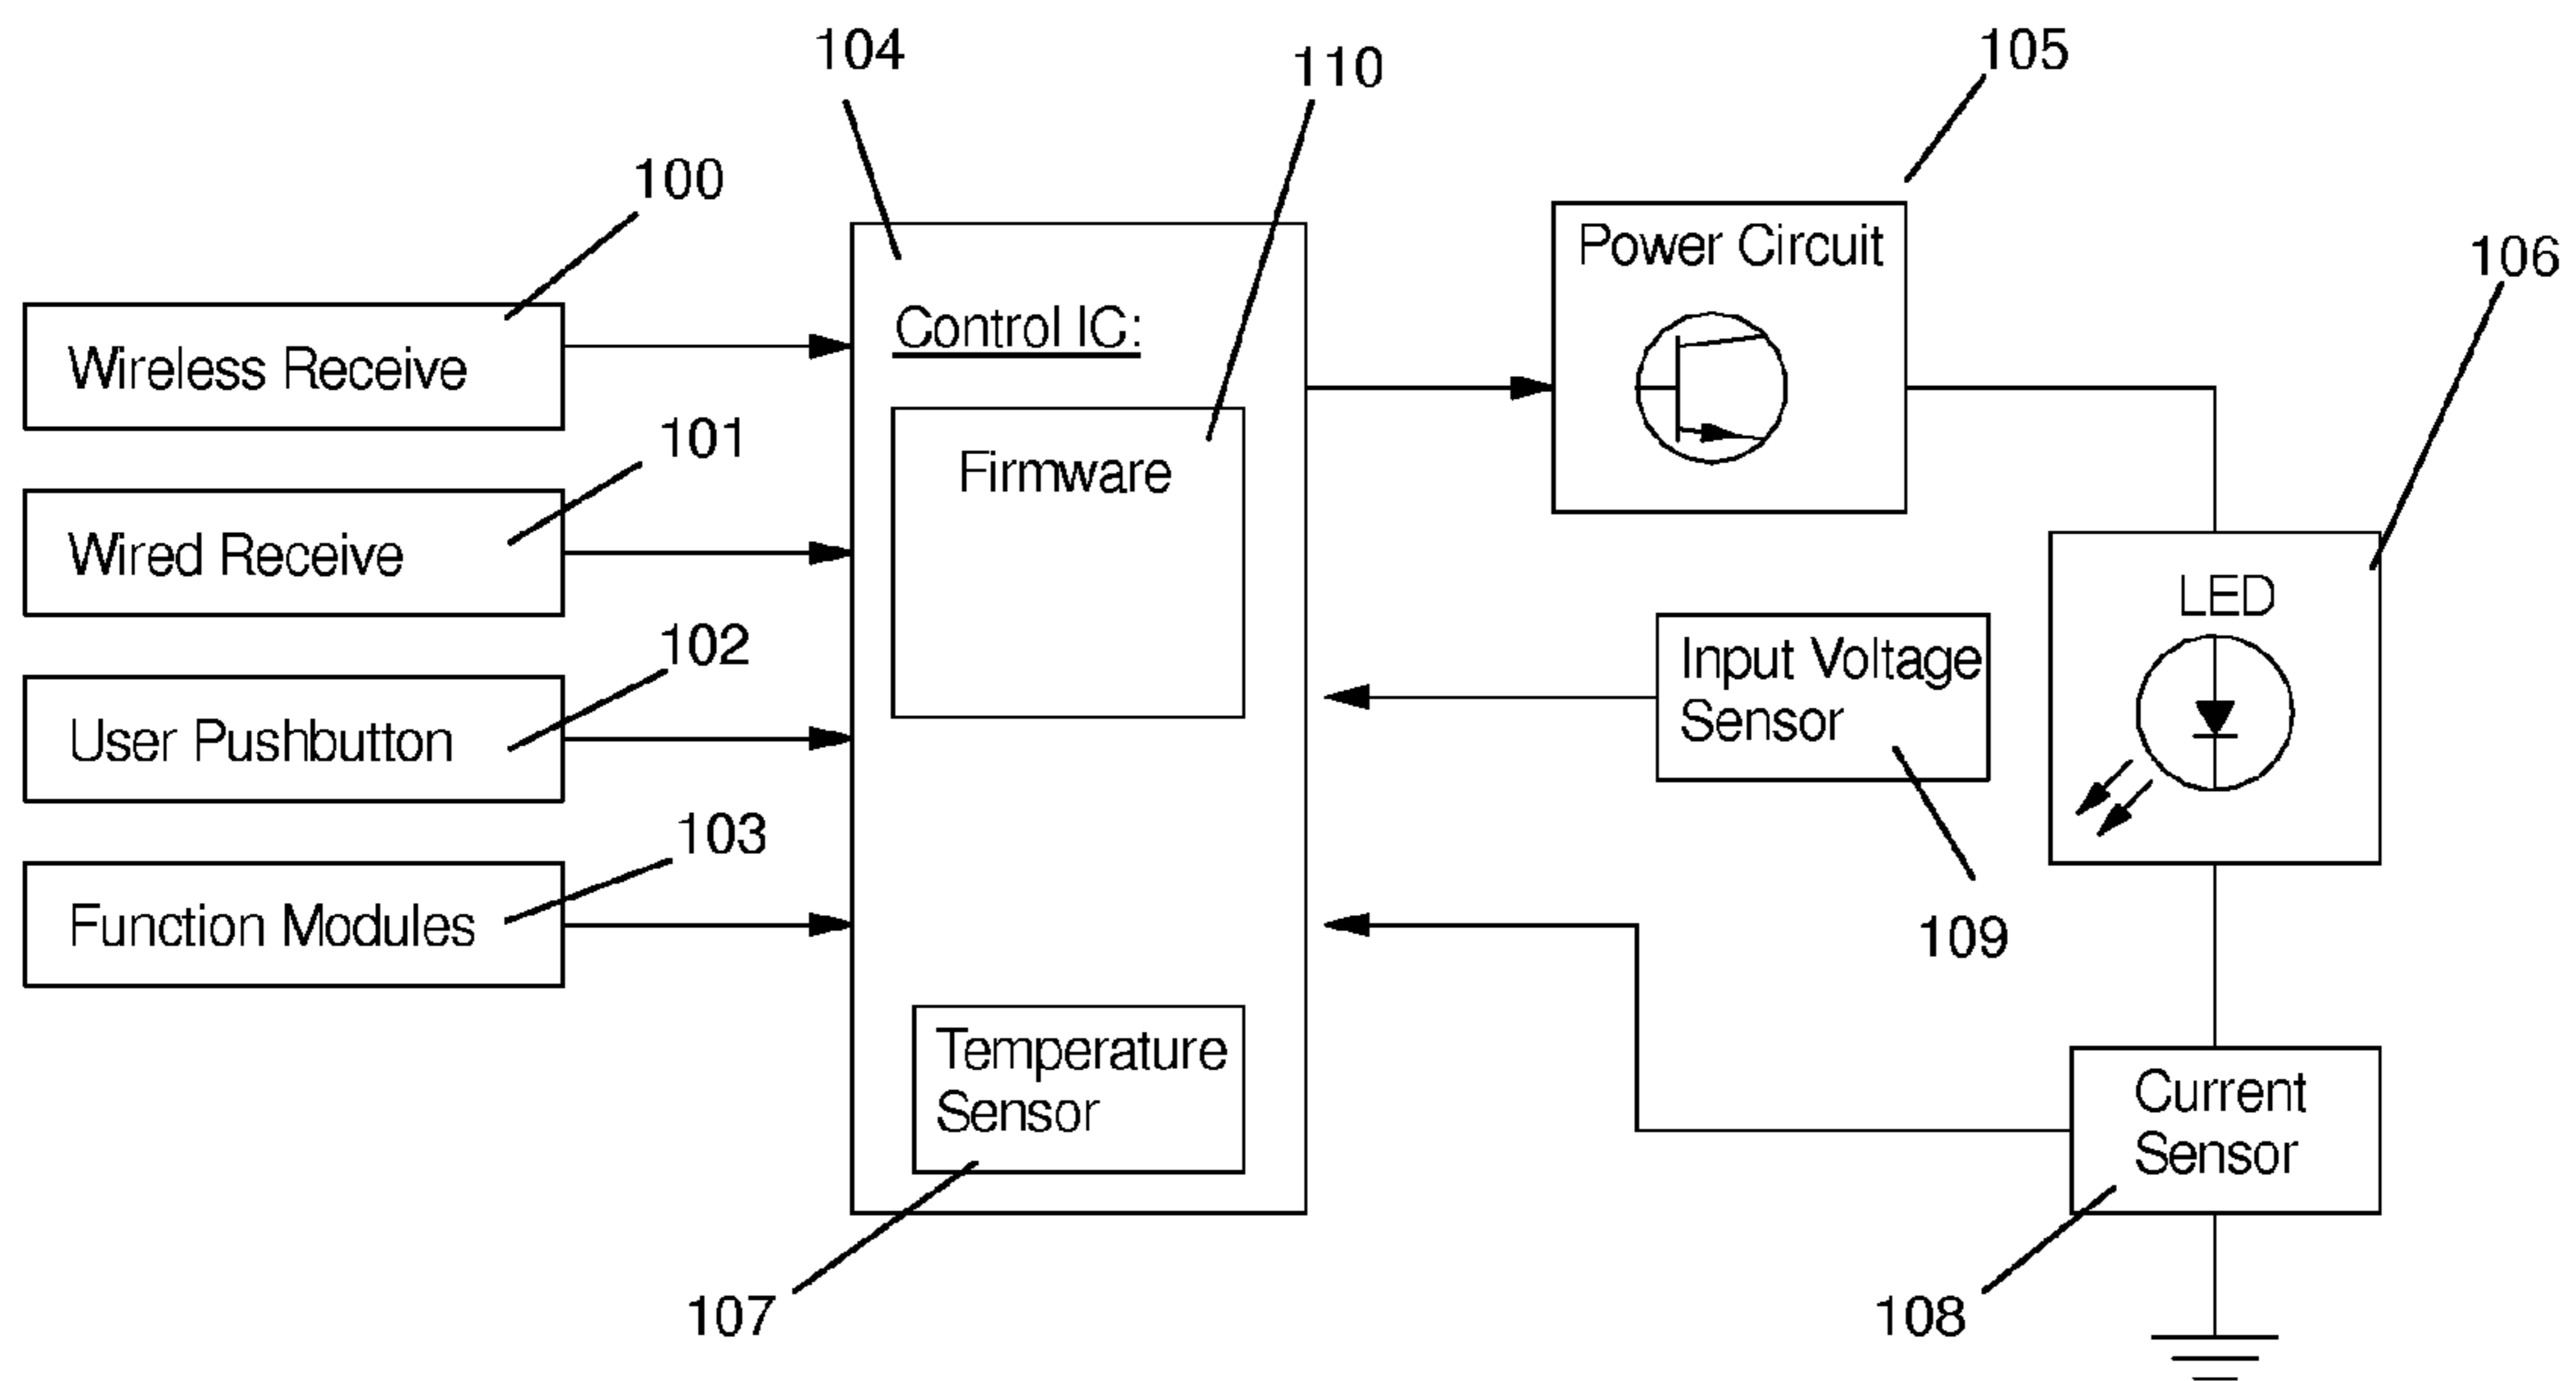 104
110
105
100
Power Circuit
106
Control IC:
Wireless Receive
101
Firmware
Wired Receive
LED
102
Input Voltage
Sensor
User Pushbutton
103
Function Modules
109
Temperature
Sensor
Current
Sensor
107
108